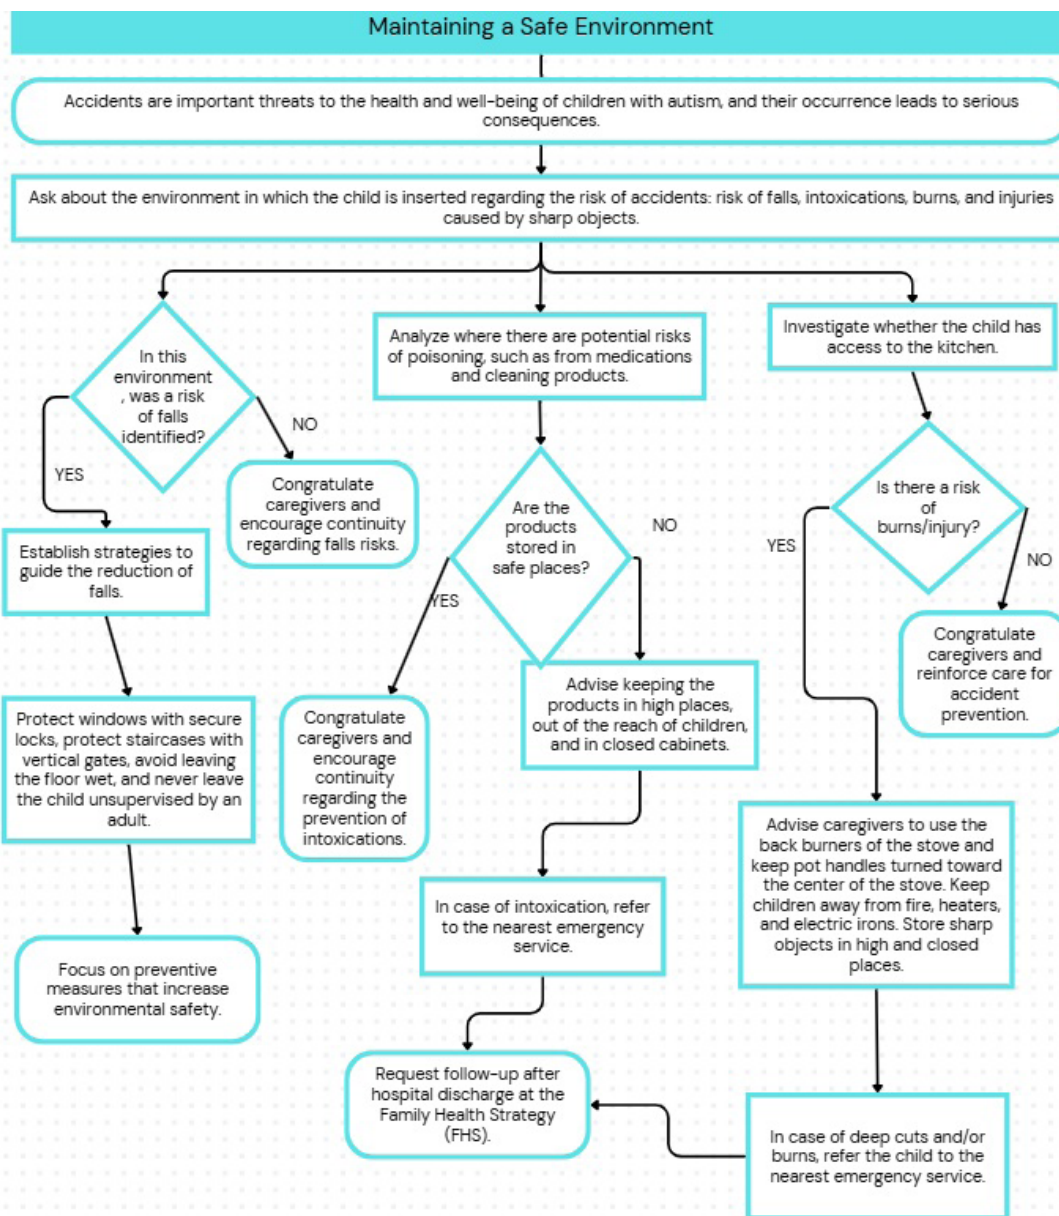 Maintaining a Safe Environment
Accidents are important threats to the health and well-being of children with autism, and their occurrence leads to serious
consequences.
Ask about the environment in which the child is inserted regarding the risk of accidents: risk of falls, intoxications, burns, and injuries
caused by sharp objects.
In this
environment
, was a risk
of falls
identified?
YES
NO
Congratulate
caregivers and
encourage continuity
regarding falls risks.
Establish strategies to
guide the reduction of
falls.
Protect windows with secure
locks, protect staircases with
vertical gates, avoid leaving
the floor wet, and never leave
the child unsupervised by an
adult.
Focus on preventive
measures that increase
environmental safety.
Analyze where there are potential risks
of poisoning, such as from medications
and cleaning products.
Are the
products
stored in
safe places?
YES
NO
Congratulate
caregivers and
encourage
continuity
regarding the
prevention of
intoxications.
Advise keeping the
products in high places,
out of the reach of children,
and in closed cabinets.
In case of intoxication, refer
to the nearest emergency
service.
Request follow-up after
hospital discharge at the
Family Health Strategy
(FHS).
Investigate whether the child has
access to the kitchen.
Is there a risk
of
burns/injury?
YES
NO
Congratulate
caregivers and
reinforce care for
accident
prevention.
Advise caregivers to use the
back burners of the stove and
keep pot handles turned toward
the center of the stove. Keep
children away from fire, heaters,
and electric irons. Store sharp
objects in high and closed
places.
In case of deep cuts and/or
burns, refer the child to the
nearest emergency service.